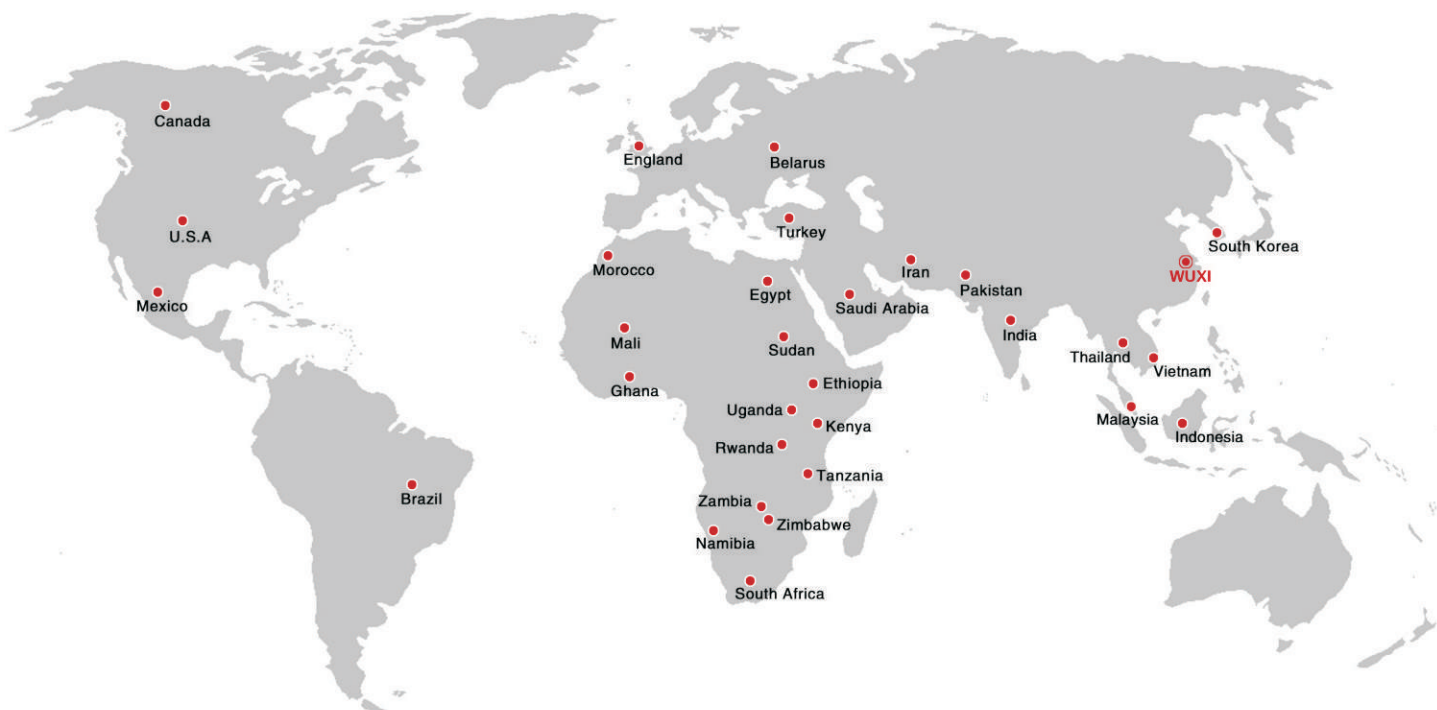 Canada
England
Belarus
U.S.A
Turkey
South Korea
Morocco
Iran
WUXI
Mexico
Egypt
Pakistan
Saudi Arabia
Mali
Sudan
India
Thailand
Vietnam
Ghana
Ethiopia
Uganda
Kenya
Malaysia
Indonesia
Rwanda
Tanzania
Brazil
Zambia
Zimbabwe
Namibia
South Africa